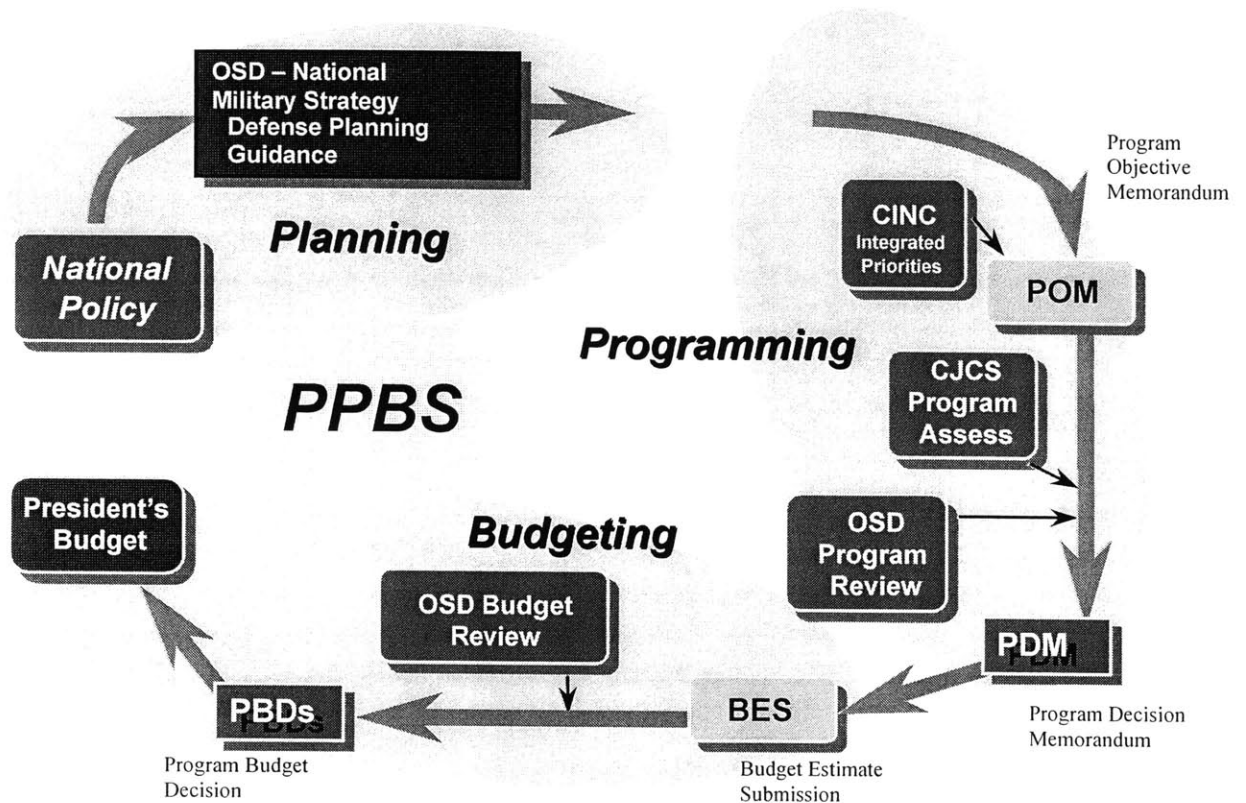 OSD – National
Military Strategy
Defense Planning
Guidance
Planning
National
Policy
Program
Objective
Memorandum
CINC
Integrated
Priorities
POM
Programming
CJCS
Program
Assess
PPBS
OSD
Program
Review
President's
Budget
Budgeting
OSD Budget
Review
PDM
PBDs
BES
Program Decision
Memorandum
Program Budget
Decision
Budget Estimate
Submission